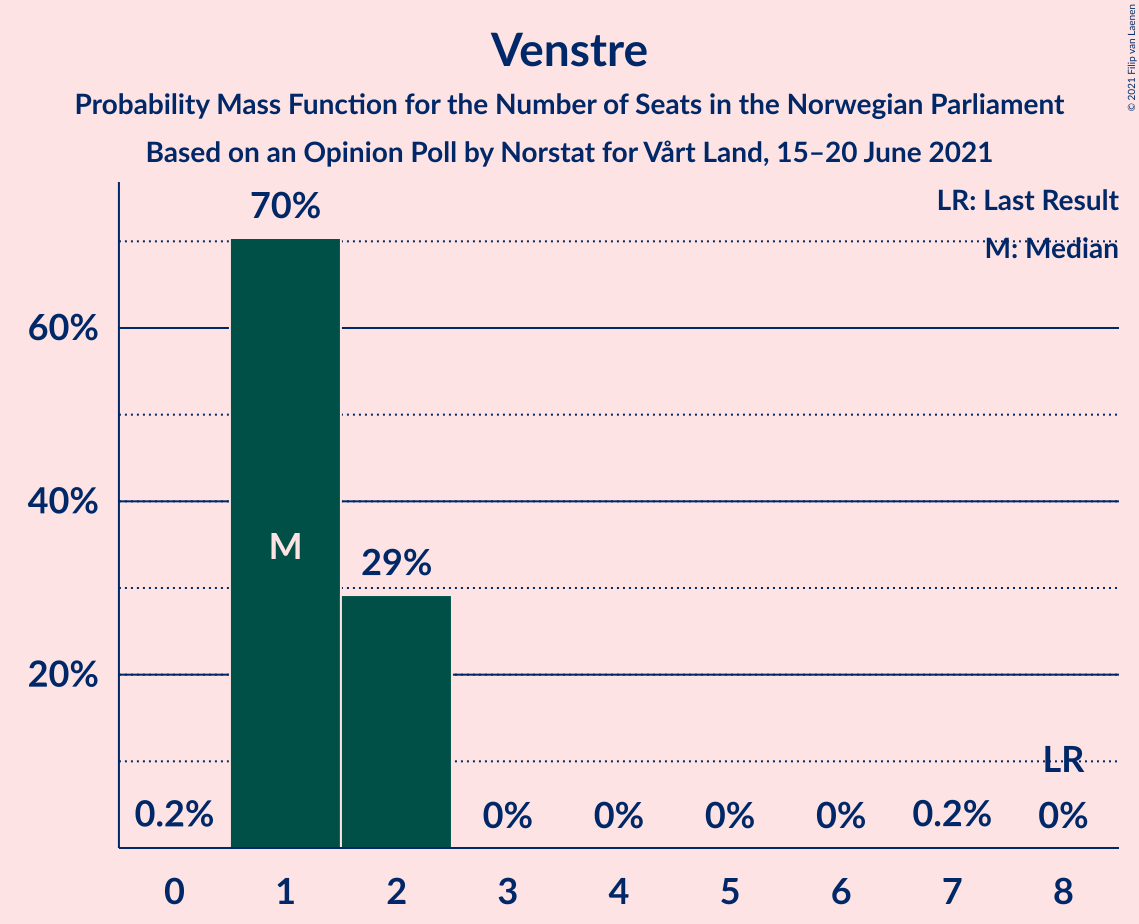 Venstre
Probability Mass Function for the Number of Seats in the Norwegian Parliament
Based on an Opinion Poll by Norstat for Vårt Land, 15–20 June 2021
© 2021 Filip van Laenen
LR: Last Result
M: Median
70%
60%
40%
M
29%
20%
LR
0.2%
0%
0%
0%
0%
0.2%
0%
0
1
2
3
4
5
6
7
8